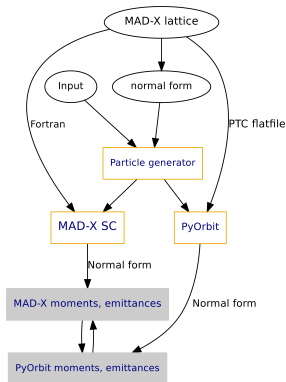 MAD-X lattice
Input
normal form
Fortran
PTC flatfile
Particle generator
MAD-X SC
PyOrbit
Normal form
MAD-X moments, emittances
Normal form
PyOrbit moments, emittances